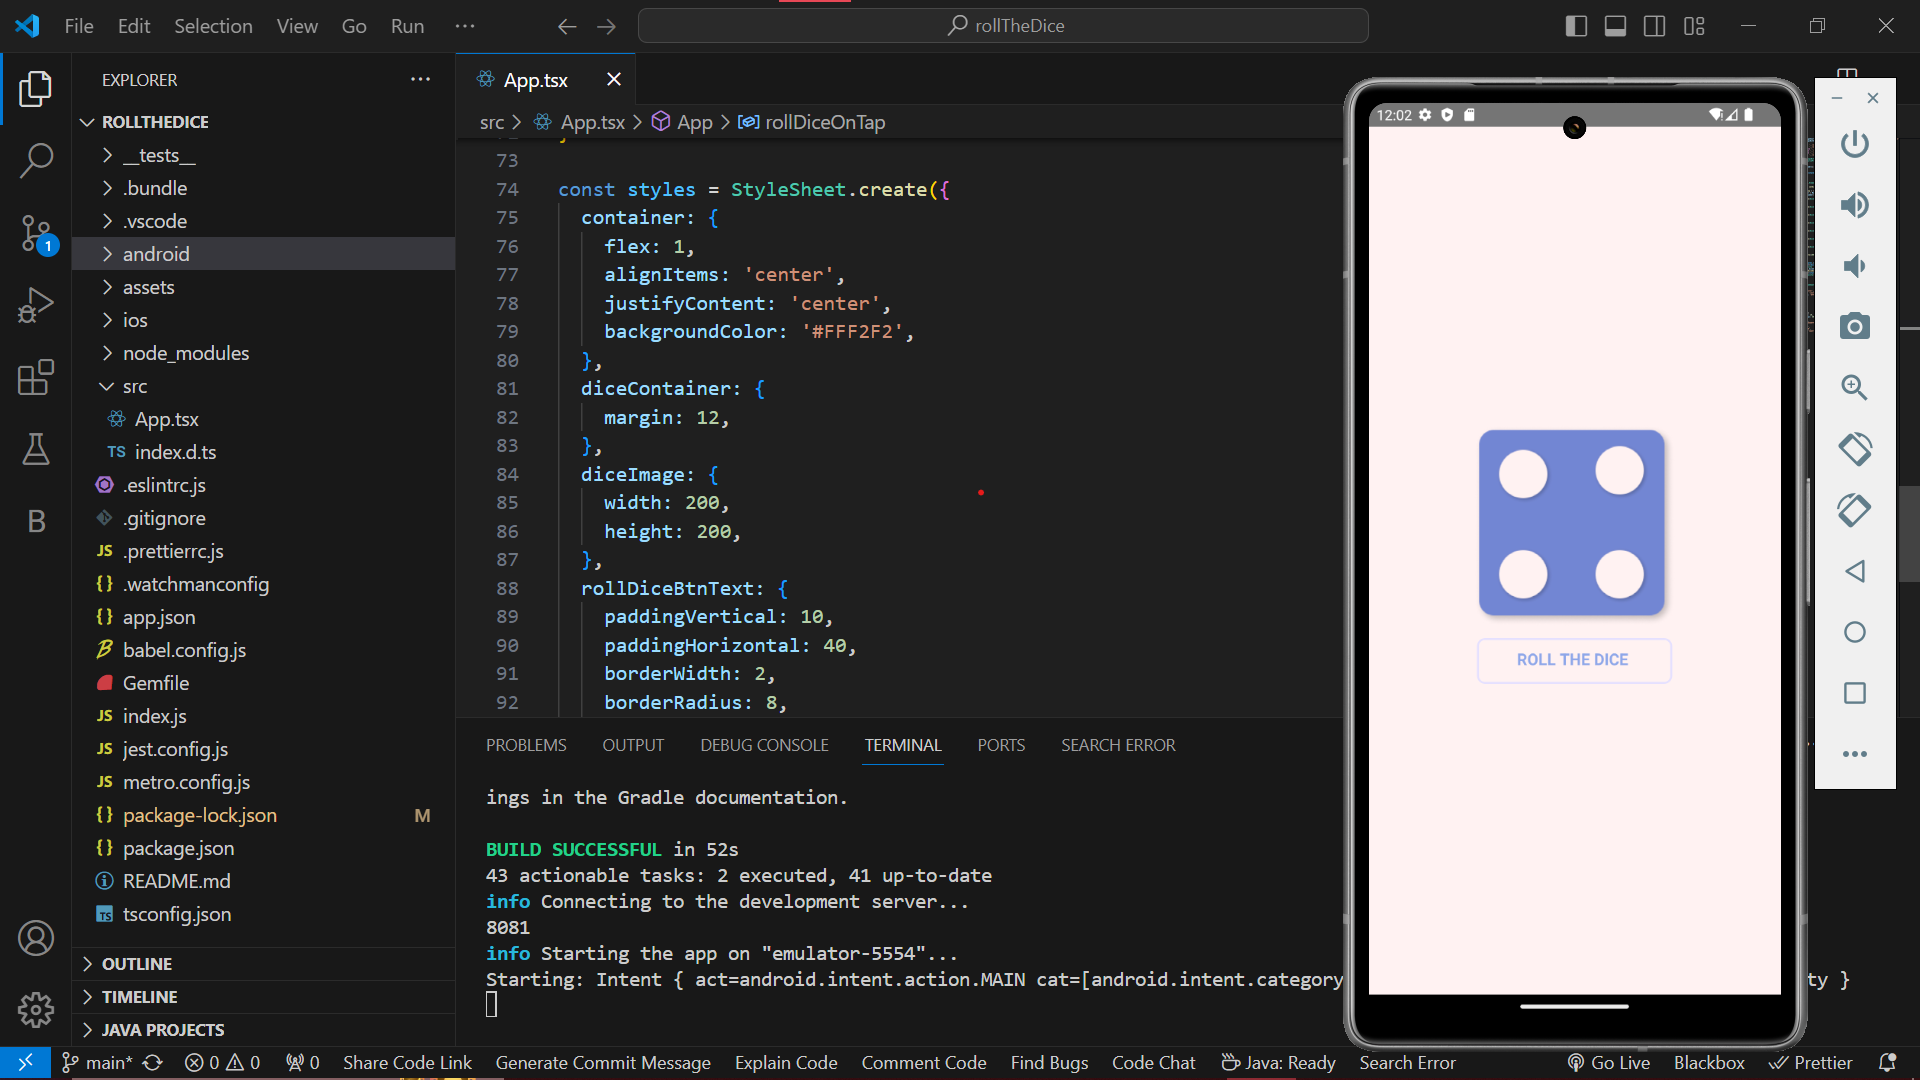 File Edit Selection View Go Run ··· rollTheDice
EXPLORER ···
ROLLTHEDICE
__tests__
.bundle
.vscode
android
assets
ios
node_modules
src
App.tsx
TS index.d.ts
.eslintrc.js
.gitignore
JS .prettierrc.js
{} .watchmanconfig
{} app.json
babel.config.js
Gemfile
JS index.js
JS jest.config.js
JS metro.config.js
{} package-lock.json M
{} package.json
README.md
TS tsconfig.json
OUTLINE
TIMELINE
JAVA PROJECTS
1
B
App.tsx
src > App.tsx > App > rollDiceOnTap
73
74 const styles = StyleSheet.create({
75 container: {
76 flex: 1,
77 alignItems: 'center',
78 justifyContent: 'center',
79 backgroundColor: '#FFF2F2',
80 },
81 diceContainer: {
82 margin: 12,
83 },
84 diceImage: {
85 width: 200,
86 height: 200,
87 },
88 rollDiceBtnText: {
89 paddingVertical: 10,
90 paddingHorizontal: 40,
91 borderWidth: 2,
92 borderRadius: 8,
PROBLEMS OUTPUT DEBUG CONSOLE TERMINAL PORTS SEARCH ERROR
ings in the Gradle documentation.
BUILD SUCCESSFUL in 52s
43 actionable tasks: 2 executed, 41 up-to-date
info Connecting to the development server...
8081
info Starting the app on "emulator-5554"...
Starting: Intent { act=android.intent.action.MAIN cat=[android.intent.category ty }
12:02
ROLL THE DICE
main* 0 0 0 Share Code Link Generate Commit Message Explain Code Comment Code Find Bugs Code Chat Java: Ready Search Error Go Live Blackbox Prettier